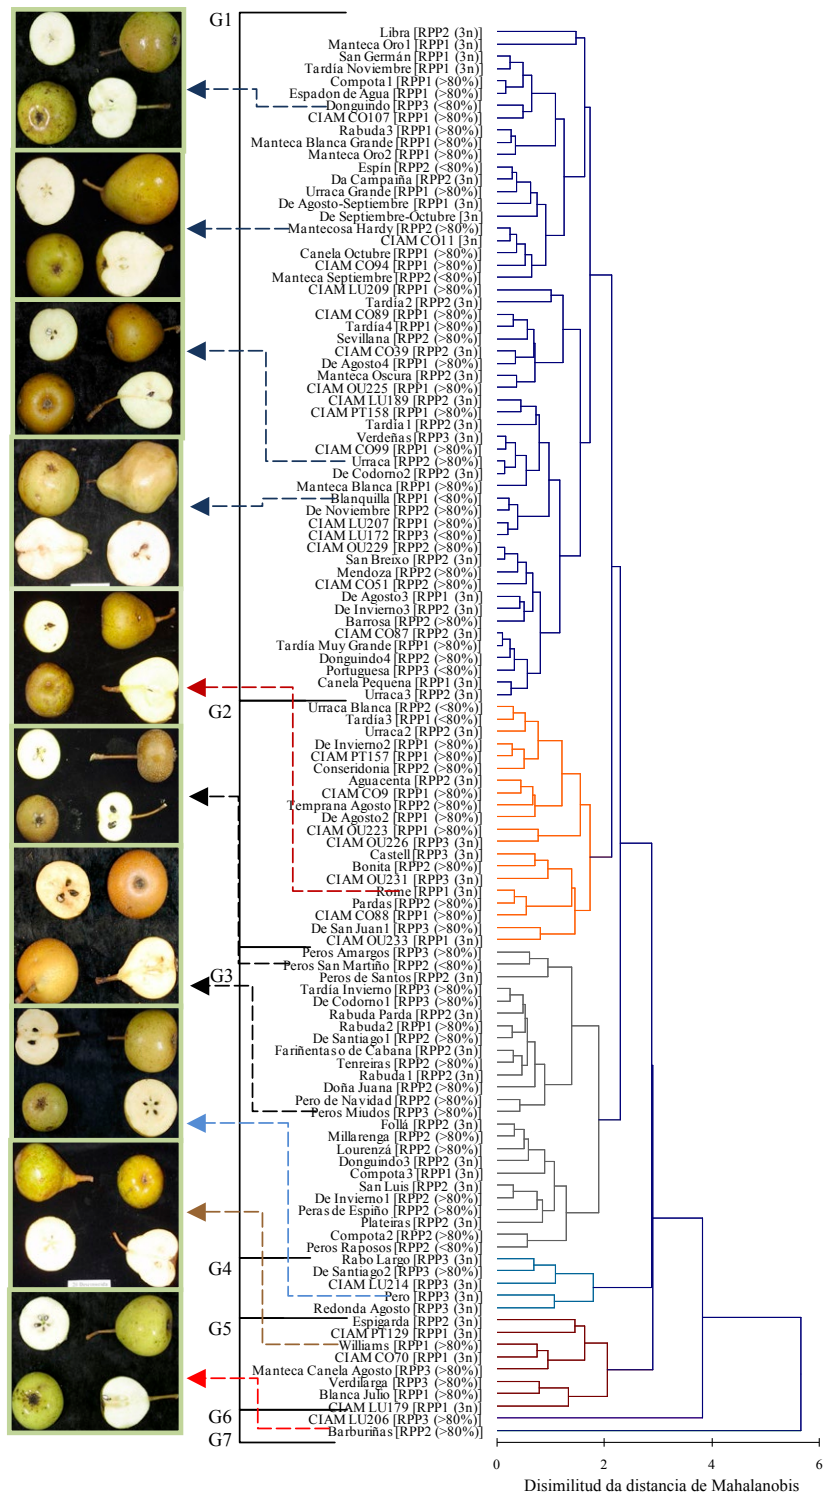 G1
Libra [RPP2 (3n)]
Manteca Oro1 [RPP1 (3n)]
San Germán [RPP1 (3n)]
Tardía Noviembre [RPP1 (3n)]
Compota1 [RPP1 (>80%)]
Espadon de Agua [RPP1 (>80%)]
Donguindo [RPP3 (<80%)]
CIAM CO107 [RPP1 (>80%)]
Rabuda3 [RPP1 (>80%)]
Manteca Blanca Grande [RPP1 (>80%)]
Manteca Oro2 [RPP1 (>80%)]
Espín [RPP2 (<80%)]
Da Campaiña [RPP2 (3n)]
Urraca Grande [RPP1 (>80%)]
De Agosto-Septiembre [RPP1 (3n)]
De Septiembre-Octubre [3n]
Mantecosa Hardy [RPP2 (>80%)]
CIAM CO11 [3n]
Canela Octubre [RPP1 (>80%)]
CIAM CO94 [RPP1 (>80%)]
Manteca Septiembre [RPP2 (<80%)]
CIAM LU209 [RPP1 (>80%)]
Tardía2 [RPP2 (3n)]
CIAM CO89 [RPP1 (>80%)]
Tardía4 [RPP1 (>80%)]
Sevillana [RPP2 (>80%)]
CIAM CO39 [RPP2 (3n)]
De Agosto4 [RPP1 (>80%)]
Manteca Oscura [RPP2 (3n)]
CIAM OU225 [RPP1 (>80%)]
CIAM LU189 [RPP2 (3n)]
CIAM PT158 [RPP1 (>80%)]
Tardía1 [RPP2 (3n)]
Verdeñas [RPP3 (3n)]
CIAM CO99 [RPP1 (>80%)]
Urraca [RPP2 (>80%)]
De Codorno2 [RPP2 (3n)]
Manteca Blanca [RPP1 (>80%)]
Blanquilla [RPP1 (<80%)]
De Noviembre [RPP2 (>80%)]
CIAM LU207 [RPP1 (>80%)]
CIAM LU172 [RPP3 (<80%)]
CIAM OU229 [RPP2 (>80%)]
San Breixo [RPP2 (3n)]
Mendoza [RPP2 (>80%)]
CIAM CO51 [RPP2 (>80%)]
De Agosto3 [RPP1 (3n)]
De Invierno3 [RPP2 (3n)]
Barrosa [RPP2 (>80%)]
CIAM CO87 [RPP2 (3n)]
Tardía Muy Grande [RPP1 (>80%)]
Donguindo4 [RPP2 (>80%)]
Portuguesa [RPP3 (<80%)]
Canela Pequena [RPP1 (3n)]
Urraca3 [RPP2 (3n)]
G2
Urraca Blanca [RPP2 (<80%)]
Tardía3 [RPP1 (<80%)]
Urraca2 [RPP2 (3n)]
De Invierno2 [RPP1 (>80%)]
CIAM PT157 [RPP1 (>80%)]
Conseridonia [RPP2 (>80%)]
Aguacenta [RPP2 (3n)]
CIAM CO9 [RPP1 (>80%)]
Temprana Agosto [RPP2 (>80%)]
De Agosto2 [RPP1 (>80%)]
CIAM OU223 [RPP1 (>80%)]
CIAM OU226 [RPP3 (3n)]
Castell [RPP3 (3n)]
Bonita [RPP2 (>80%)]
CIAM OU231 [RPP3 (3n)]
Rome [RPP1 (3n)]
Pardas [RPP2 (>80%)]
CIAM CO88 [RPP1 (>80%)]
De San Juan1 [RPP3 (>80%)]
CIAM OU233 [RPP1 (3n)]
G3
Peros Amargos [RPP3 (>80%)]
Peros San Martiño [RPP2 (<80%)]
Peros de Santos [RPP2 (3n)]
Tardía Invierno [RPP3 (>80%)]
De Codorno1 [RPP3 (>80%)]
Rabuda Parda [RPP2 (3n)]
Rabuda2 [RPP1 (>80%)]
De Santiago1 [RPP2 (>80%)]
Fariñentas o de Cabana [RPP2 (3n)]
Tenreiras [RPP2 (>80%)]
Rabuda1 [RPP2 (3n)]
Doña Juana [RPP2 (>80%)]
Pero de Navidad [RPP2 (>80%)]
Peros Miudos [RPP3 (>80%)]
Follá [RPP2 (3n)]
Millarenga [RPP2 (>80%)]
Lourenzá [RPP2 (>80%)]
Donguindo3 [RPP2 (3n)]
Compota3 [RPP1 (3n)]
San Luis [RPP2 (3n)]
De Invierno1 [RPP2 (>80%)]
Peras de Espiño [RPP2 (>80%)]
Plateiras [RPP2 (3n)]
Compota2 [RPP2 (>80%)]
Peros Raposos [RPP2 (<80%)]
G4
Rabo Largo [RPP3 (3n)]
De Santiago2 [RPP3 (>80%)]
CIAM LU214 [RPP3 (3n)]
Pero [RPP3 (3n)]
Redonda Agosto [RPP3 (3n)]
G5
Espigarda [RPP2 (3n)]
CIAM PT129 [RPP1 (3n)]
Williams [RPP1 (>80%)]
CIAM CO70 [RPP1 (3n)]
Manteca Canela Agosto [RPP3 (>80%)]
Verdilarga [RPP3 (>80%)]
Blanca Julio [RPP1 (>80%)]
CIAM LU179 [RPP1 (3n)]
G6
CIAM LU206 [RPP3 (>80%)]
Barburiñas [RPP2 (>80%)]
G7
0 2 4 6
Disimilitud da distancia de Mahalanobis